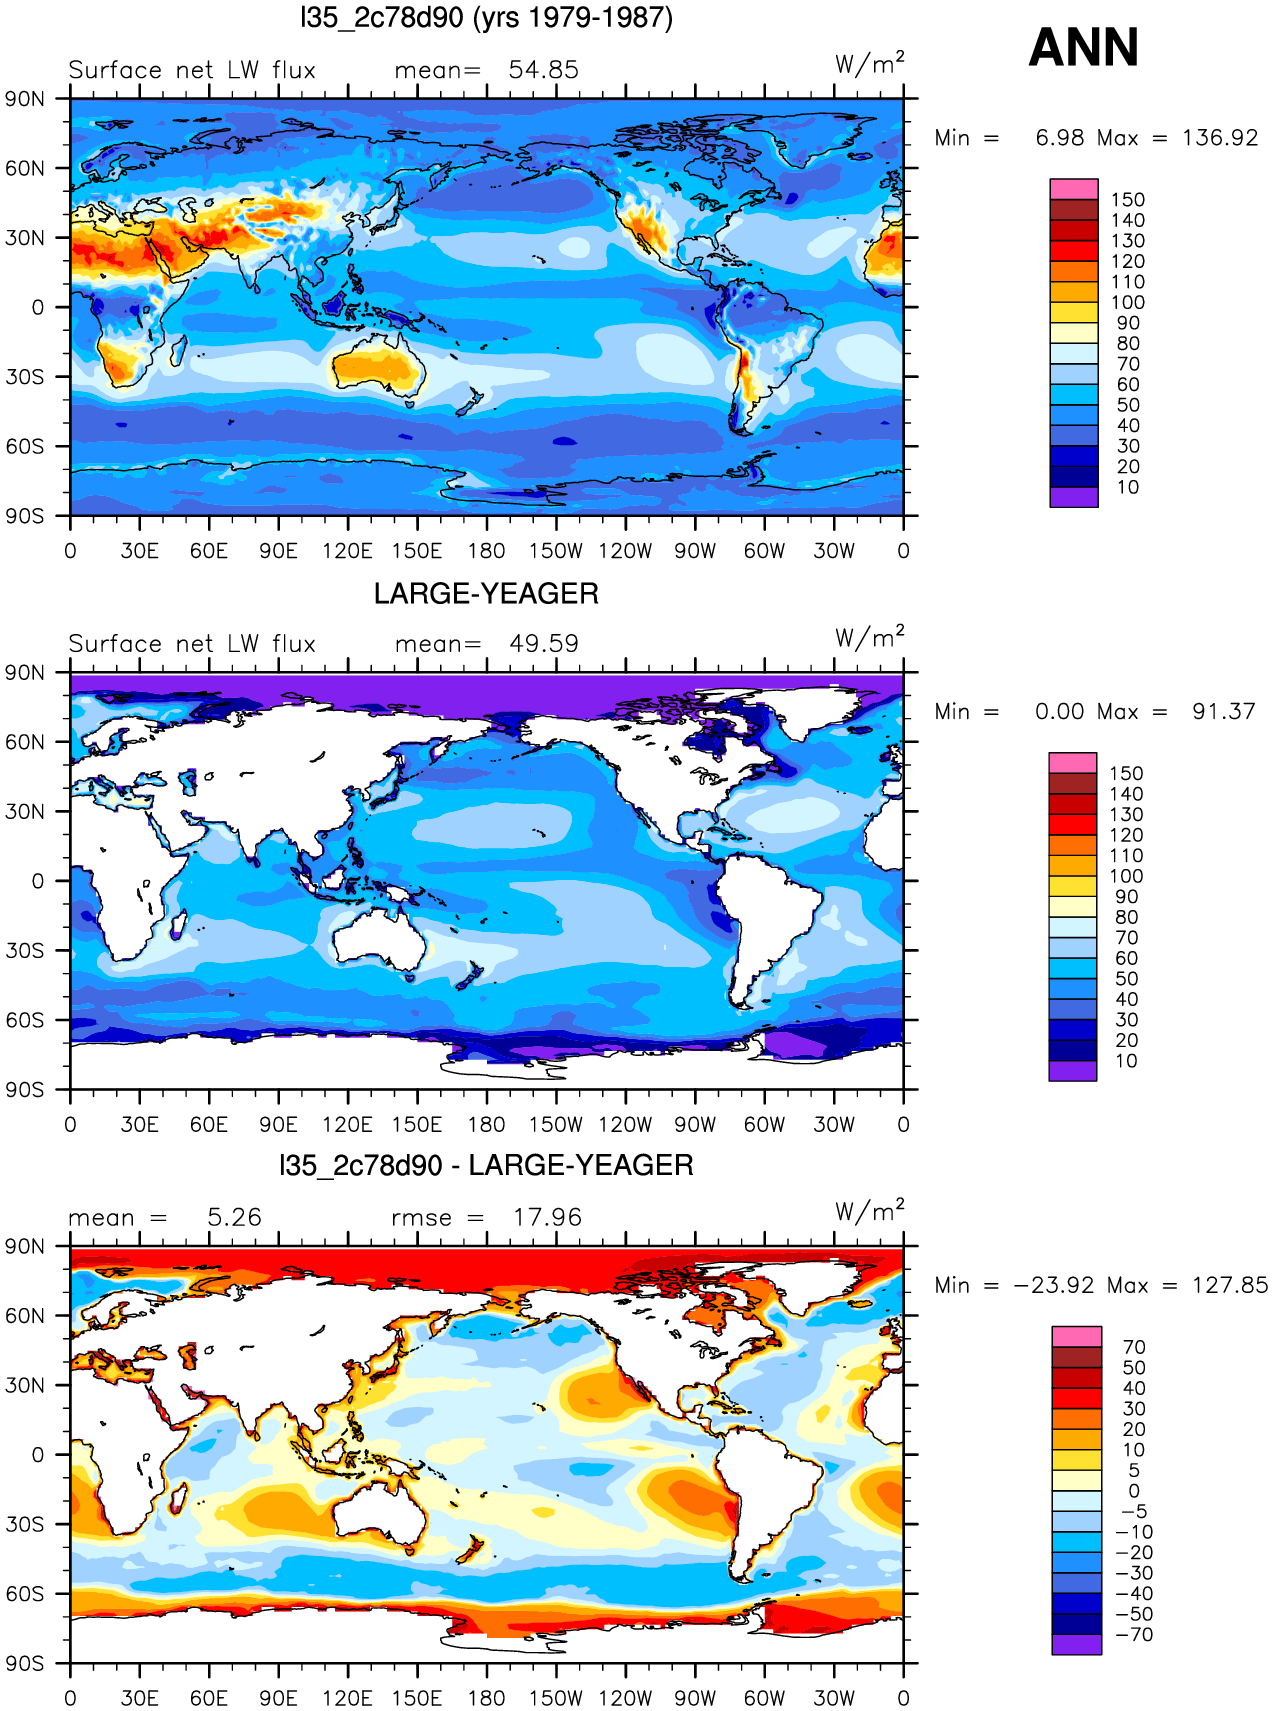 l35_2c78d90 (yrs 1979-1987)
ANN
Surface net LW flux mean= 54.85 W/m²
Min = 6.98 Max = 136.92
90N
60N
30N
0
30S
60S
90S
0 30E 60E 90E 120E 150E 180 150W 120W 90W 60W 30W 0
150
140
130
120
110
100
90
80
70
60
50
40
30
20
10
LARGE-YEAGER
Surface net LW flux mean= 49.59 W/m²
Min = 0.00 Max = 91.37
90N
60N
30N
0
30S
60S
90S
0 30E 60E 90E 120E 150E 180 150W 120W 90W 60W 30W 0
150
140
130
120
110
100
90
80
70
60
50
40
30
20
10
l35_2c78d90 - LARGE-YEAGER
mean = 5.26 rmse = 17.96 W/m²
Min = −23.92 Max = 127.85
90N
60N
30N
0
30S
60S
90S
0 30E 60E 90E 120E 150E 180 150W 120W 90W 60W 30W 0
70
50
40
30
20
10
5
0
−5
−10
−20
−30
−40
−50
−70